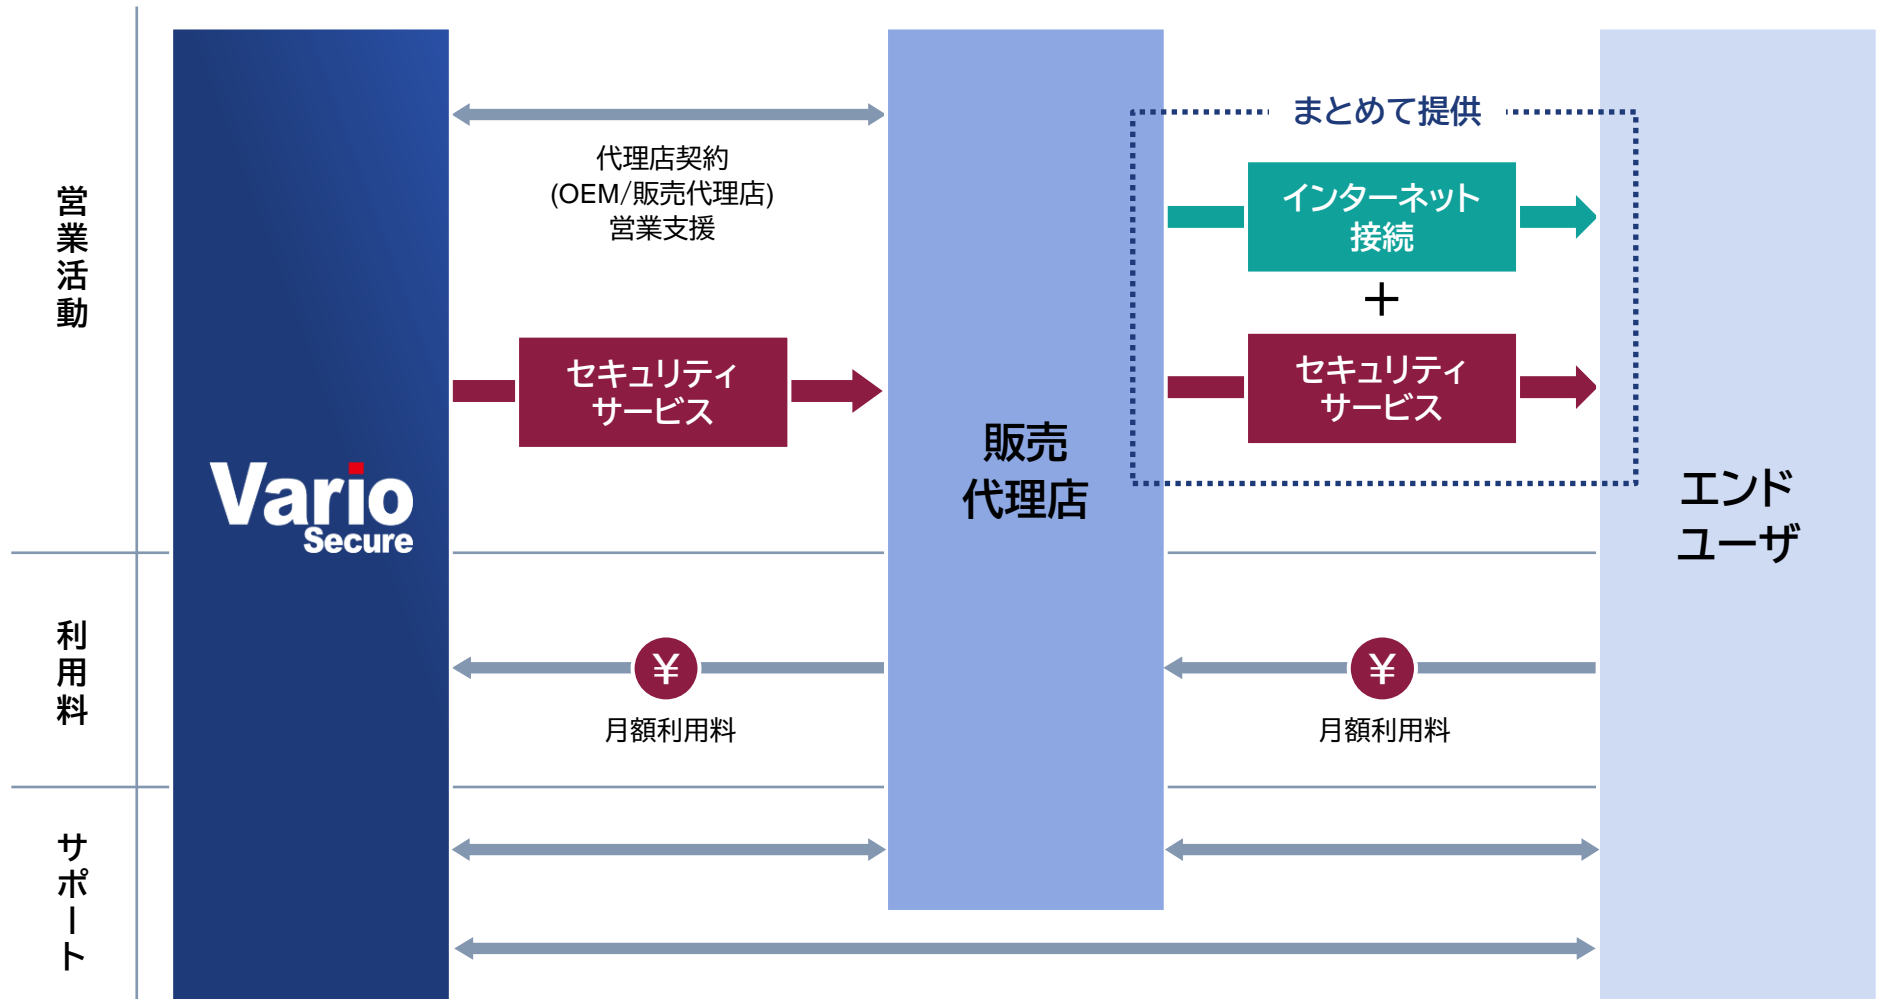 営業活動
代理店契約
(OEM/販売代理店)
営業支援
セキュリティ
サービス
まとめて提供
インターネット
接続
＋
セキュリティ
サービス
Vario
Secure
販売
代理店
エンド
ユーザ
利用料
¥
月額利用料
¥
月額利用料
サポート